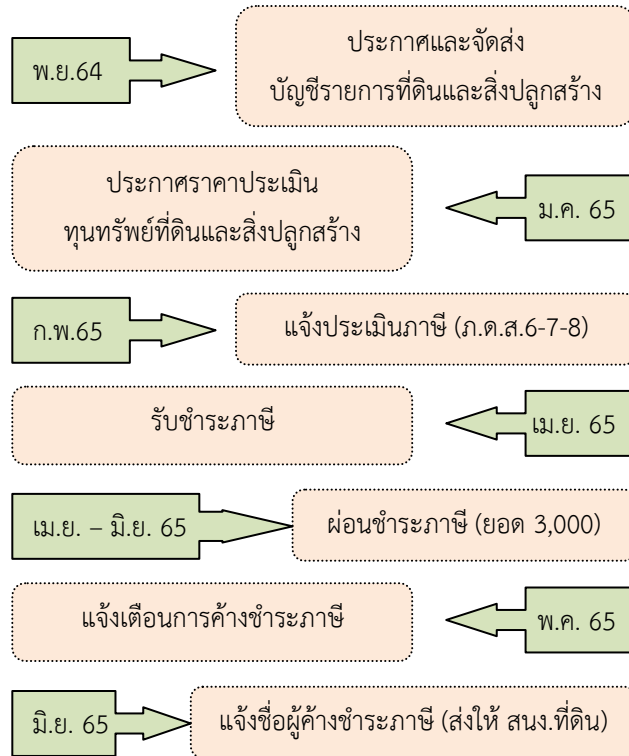 พ.ย.64
ประกาศและจัดส่ง
บัญชีรายการที่ดินและสิ่งปลูกสร้าง
ประกาศราคาประเมิน
ทุนทรัพย์ที่ดินและสิ่งปลูกสร้าง
ม.ค. 65
ก.พ.65
แจ้งประเมินภาษี (ภ.ด.ส.6-7-8)
รับชำระภาษี
เม.ย. 65
เม.ย. – มิ.ย. 65
ผ่อนชำระภาษี (ยอด 3,000)
แจ้งเตือนการค้างชำระภาษี
พ.ค. 65
มิ.ย. 65
แจ้งชื่อผู้ค้างชำระภาษี (ส่งให้ สนง.ที่ดิน)